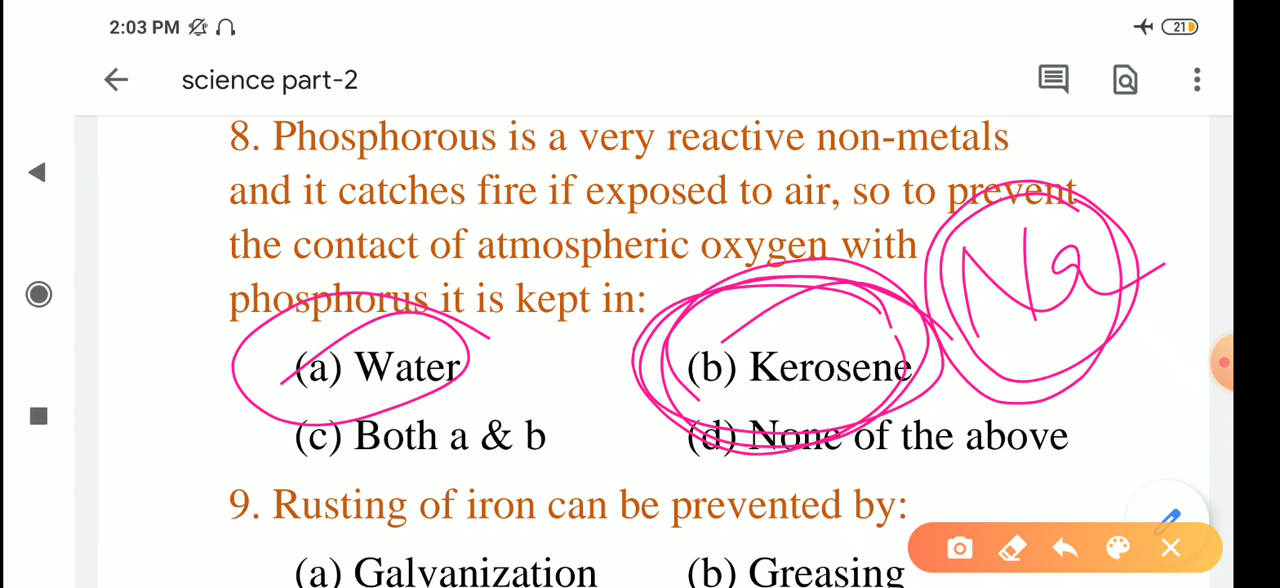 2:03 PM
21
science part-2
8. Phosphorous is a very reactive non-metals
and it catches fire if exposed to air, so to prevent
the contact of atmospheric oxygen with
phosphorus it is kept in:
Na
(a) Water (b) Kerosene
(c) Both a & b (d) None of the above
9. Rusting of iron can be prevented by:
(a) Galvanization (b) Greasing